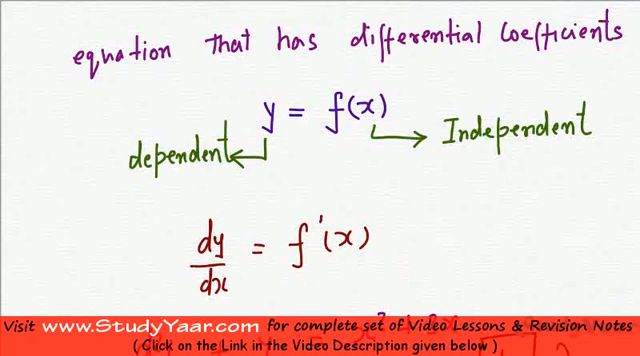 equation that has differential coefficients
y = f(x)
dependent
Independent
dy/dx = f'(x)
Visit www.StudyYaar.com for complete set of Video Lessons & Revision Notes
( Click on the Link in the Video Description given below )